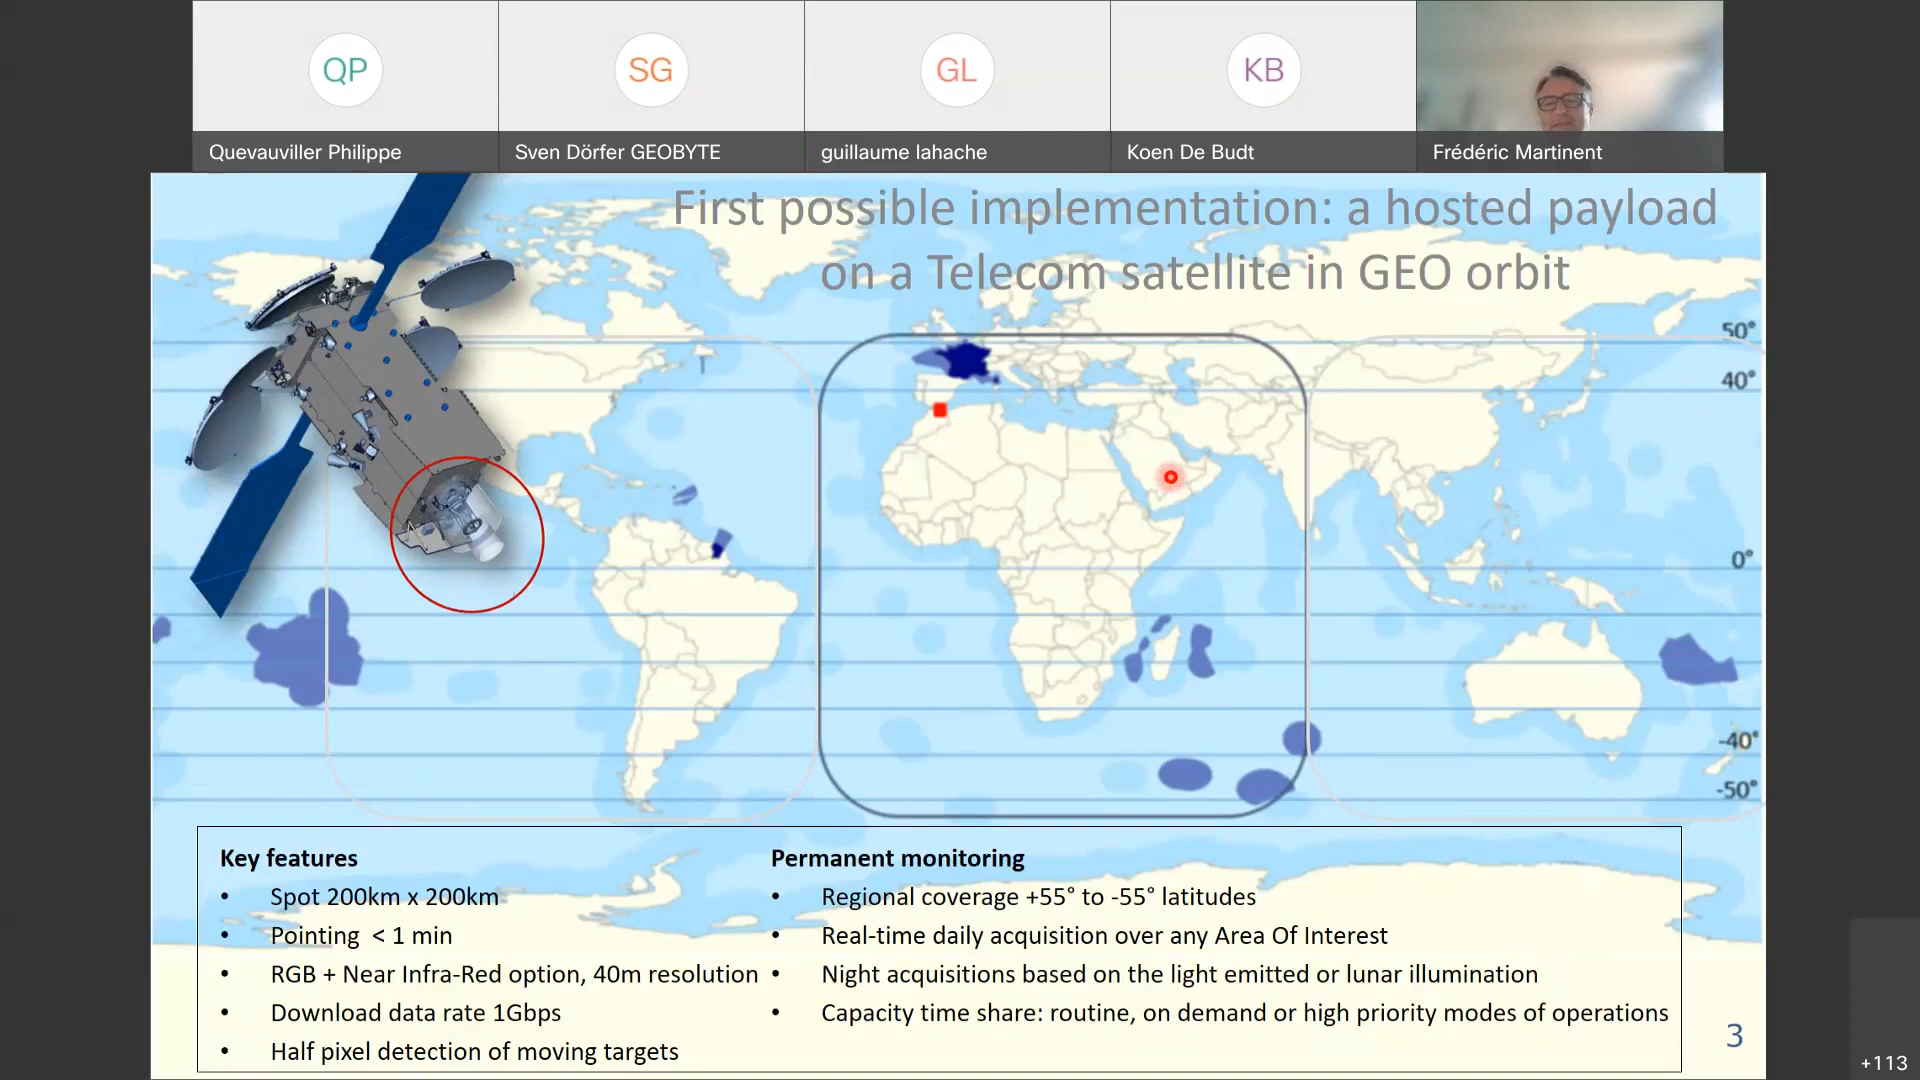 QP
SG
GL
KB
Quevauviller Philippe
Sven Dörfer GEOBYTE
guillaume lahache
Koen De Budt
Frédéric Martinent
First possible implementation: a hosted payload
on a Telecom satellite in GEO orbit
50°
40°
0°
-40°
-50°
Key features
• Spot 200km x 200km
• Pointing < 1 min
• RGB + Near Infra-Red option, 40m resolution
• Download data rate 1Gbps
• Half pixel detection of moving targets
Permanent monitoring
• Regional coverage +55° to -55° latitudes
• Real-time daily acquisition over any Area Of Interest
• Night acquisitions based on the light emitted or lunar illumination
• Capacity time share: routine, on demand or high priority modes of operations
3
+113